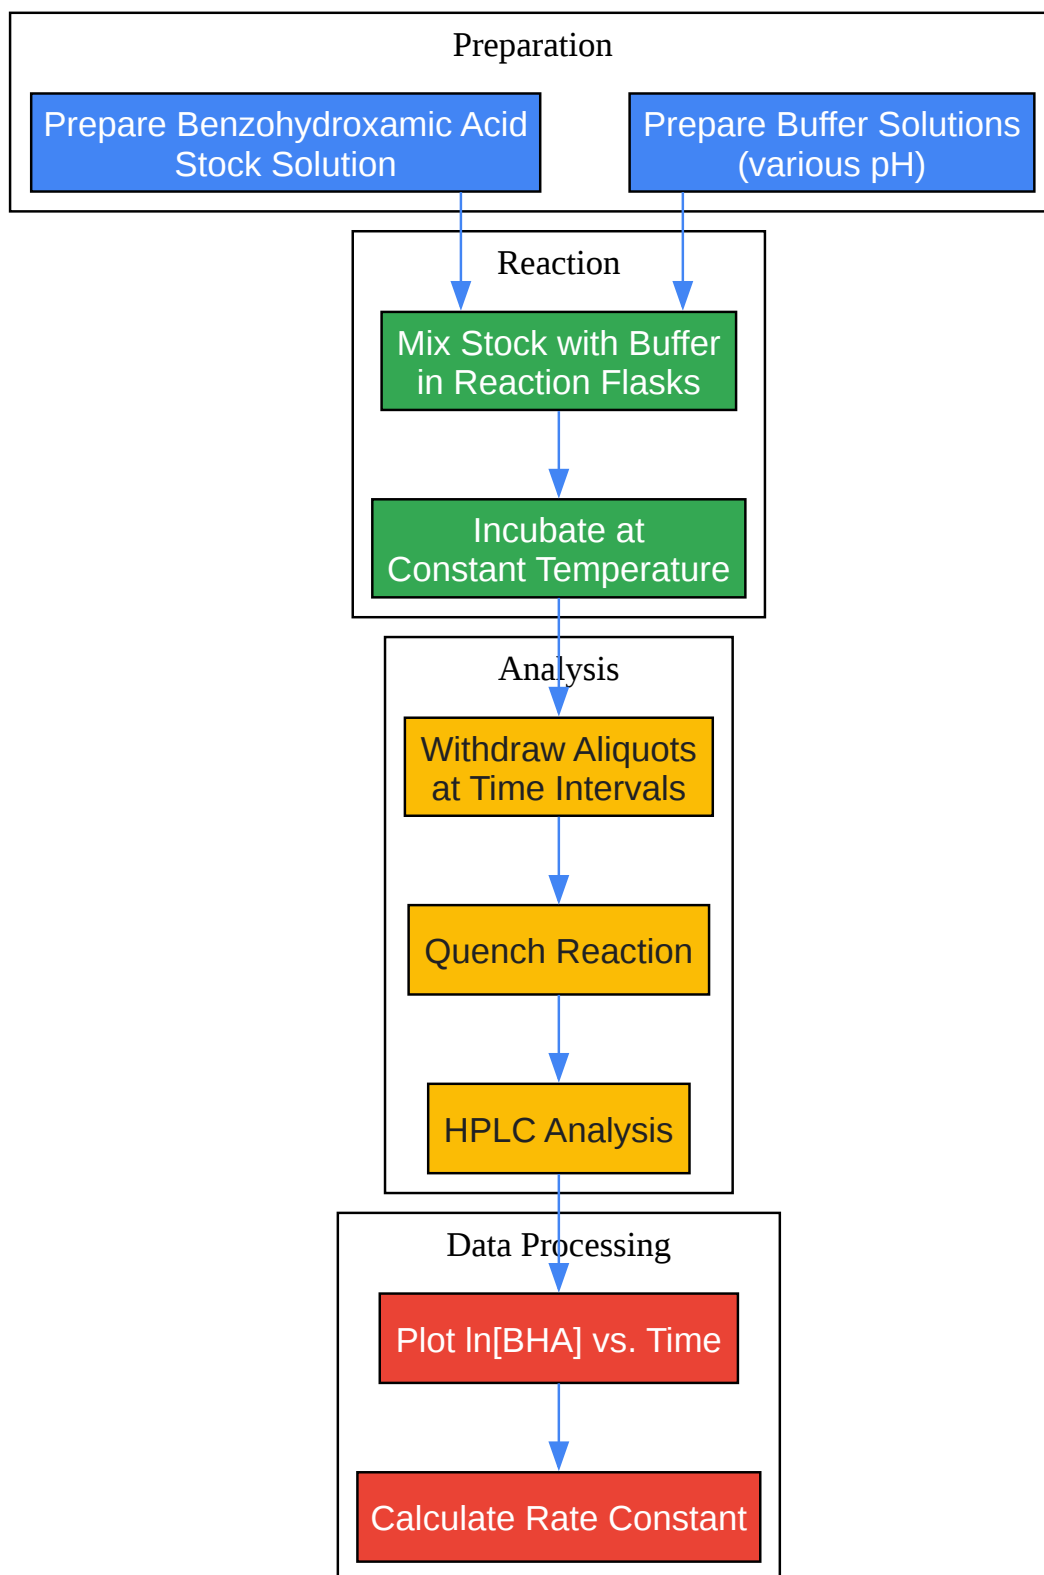 Preparation
Prepare Benzohydroxamic Acid
Stock Solution
Prepare Buffer Solutions
(various pH)
Reaction
Mix Stock with Buffer
in Reaction Flasks
Incubate at
Constant Temperature
Analysis
Withdraw Aliquots
at Time Intervals
Quench Reaction
HPLC Analysis
Data Processing
Plot ln[BHA] vs. Time
Calculate Rate Constant